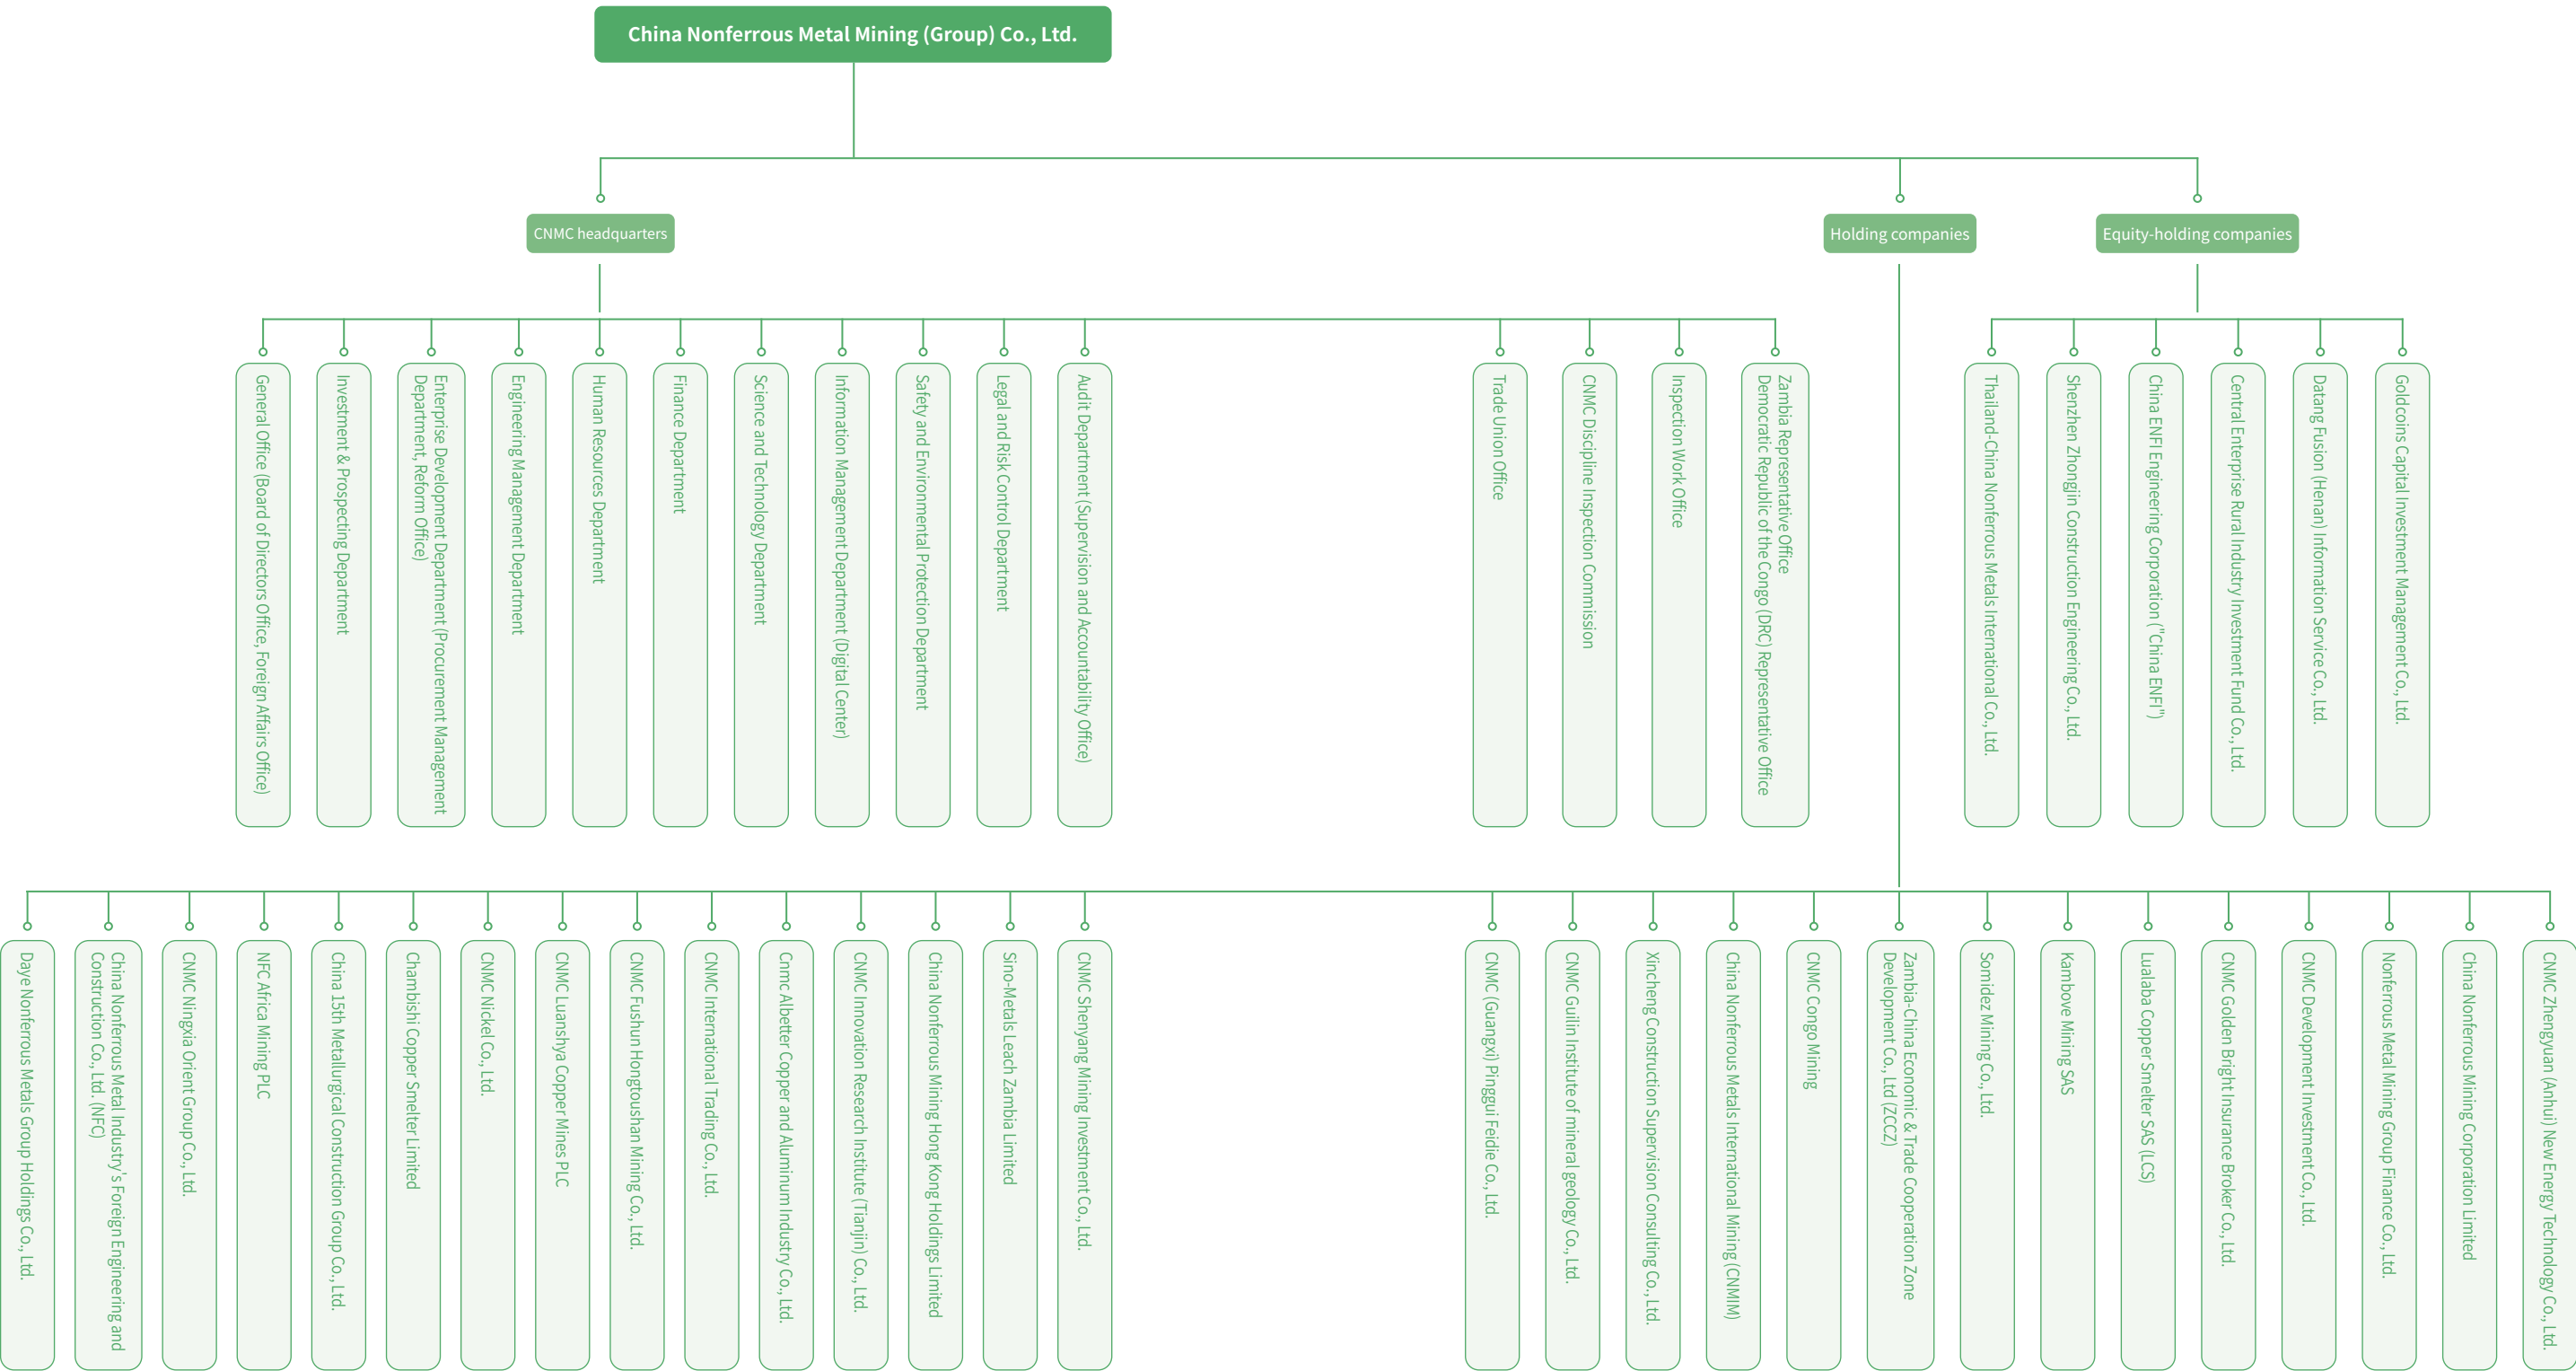 China Nonferrous Metal Mining (Group) Co., Ltd.
CNMC headquarters
Holding companies
Equity-holding companies
General Office (Board of Directors Office, Foreign Affairs Office)
Investment & Prospecting Department
Enterprise Development Department (Procurement Management
Department, Reform Office)
Engineering Management Department
Human Resources Department
Finance Department
Science and Technology Department
Information Management Department (Digital Center)
Safety and Environmental Protection Department
Legal and Risk Control Department
Audit Department (Supervision and Accountability Office)
Trade Union Office
CNMC Discipline Inspection Commission
Inspection Work Office
Zambia Representative Office
Democratic Republic of the Congo (DRC) Representative Office
Thailand-China Nonferrous Metals International Co., Ltd.
Shenzhen Zhongjin Construction Engineering Co., Ltd.
China ENFI Engineering Corporation ("China ENFI")
Central Enterprise Rural Industry Investment Fund Co., Ltd.
Datang Fusion (Henan) Information Service Co., Ltd.
Goldcoins Capital Investment Management Co., Ltd.
Daye Nonferrous Metals Group Holdings Co., Ltd.
China Nonferrous Metal Industry's Foreign Engineering and
Construction Co., Ltd. (NFC)
CNMC Ningxia Orient Group Co., Ltd.
NFC Africa Mining PLC
China 15th Metallurgical Construction Group Co., Ltd.
Chambishi Copper Smelter Limited
CNMC Nickel Co., Ltd.
CNMC Luanshya Copper Mines PLC
CNMC Fushun Hongtoushan Mining Co., Ltd.
CNMC International Trading Co., Ltd.
Cnmc Albetter Copper and Aluminum Industry Co., Ltd.
CNMC Innovation Research Institute (Tianjin) Co., Ltd.
China Nonferrous Mining Hong Kong Holdings Limited
Sino-Metals Leach Zambia Limited
CNMC Shenyang Mining Investment Co., Ltd.
CNMC (Guangxi) Pinggui Feidie Co., Ltd.
CNMC Guilin Institute of mineral geology Co., Ltd.
Xincheng Construction Supervision Consulting Co., Ltd.
China Nonferrous Metals International Mining (CNMIM)
CNMC Congo Mining
Zambia-China Economic & Trade Cooperation Zone
Development Co., Ltd (ZCCZ)
Somidez Mining Co., Ltd.
Kambove Mining SAS
Lualaba Copper Smelter SAS (LCS)
CNMC Golden Bright Insurance Broker Co., Ltd.
CNMC Development Investment Co., Ltd.
Nonferrous Metal Mining Group Finance Co., Ltd.
China Nonferrous Mining Corporation Limited
CNMC Zhengyuan (Anhui) New Energy Technology Co., Ltd.